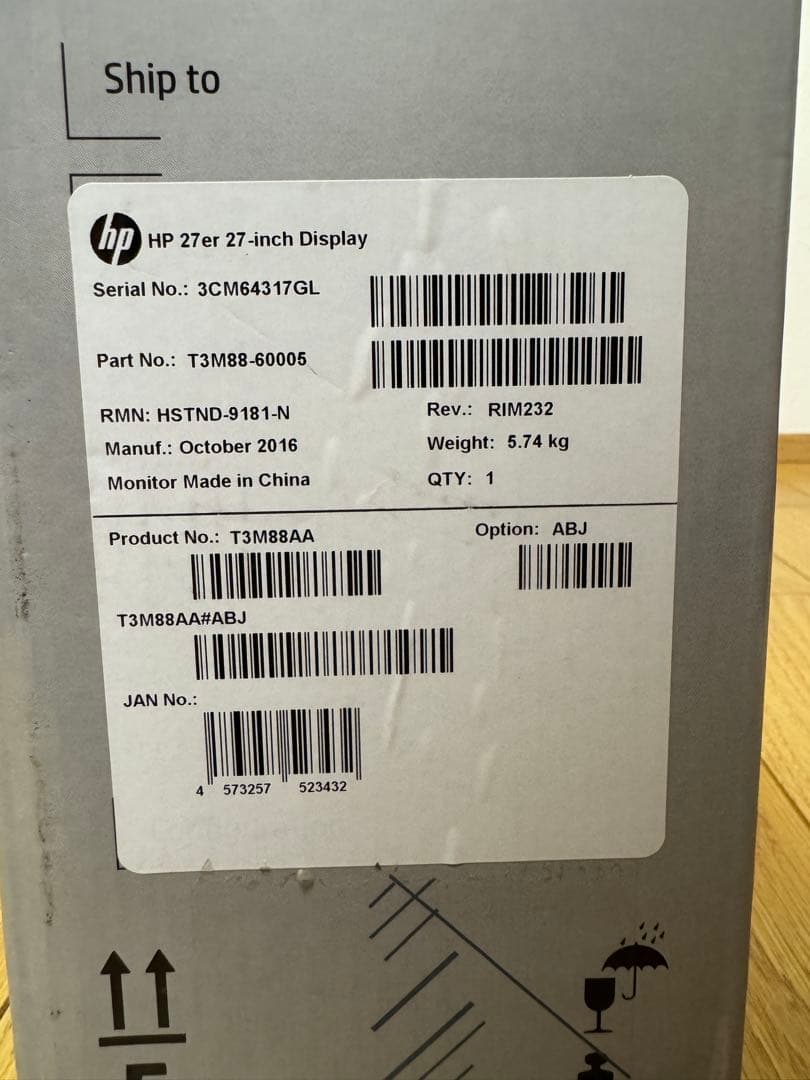 Ship to
hp HP 27er 27-inch Display
Serial No.: 3CM64317GL
Part No.: T3M88-60005
RMN: HSTND-9181-N Rev.: RIM232
Manuf.: October 2016 Weight: 5.74 kg
Monitor Made in China QTY: 1
Product No.: T3M88AA Option: ABJ
T3M88AA#ABJ
JAN No.:
4 573257 523432